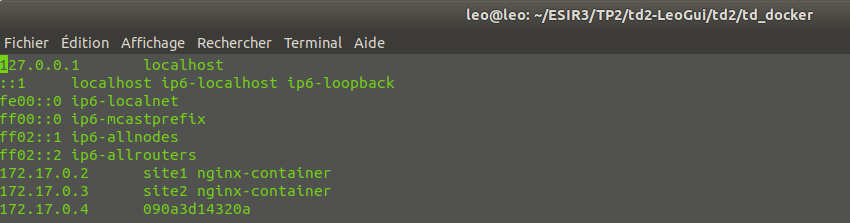 leo@leo: ~/ESIR3/TP2/td2-LeoGui/td2/td_docker
Fichier Édition Affichage Rechercher Terminal Aide
127.0.0.1 localhost
::1 localhost ip6-localhost ip6-loopback
fe00::0 ip6-localnet
ff00::0 ip6-mcastprefix
ff02::1 ip6-allnodes
ff02::2 ip6-allrouters
172.17.0.2 site1 nginx-container
172.17.0.3 site2 nginx-container
172.17.0.4 090a3d14320a